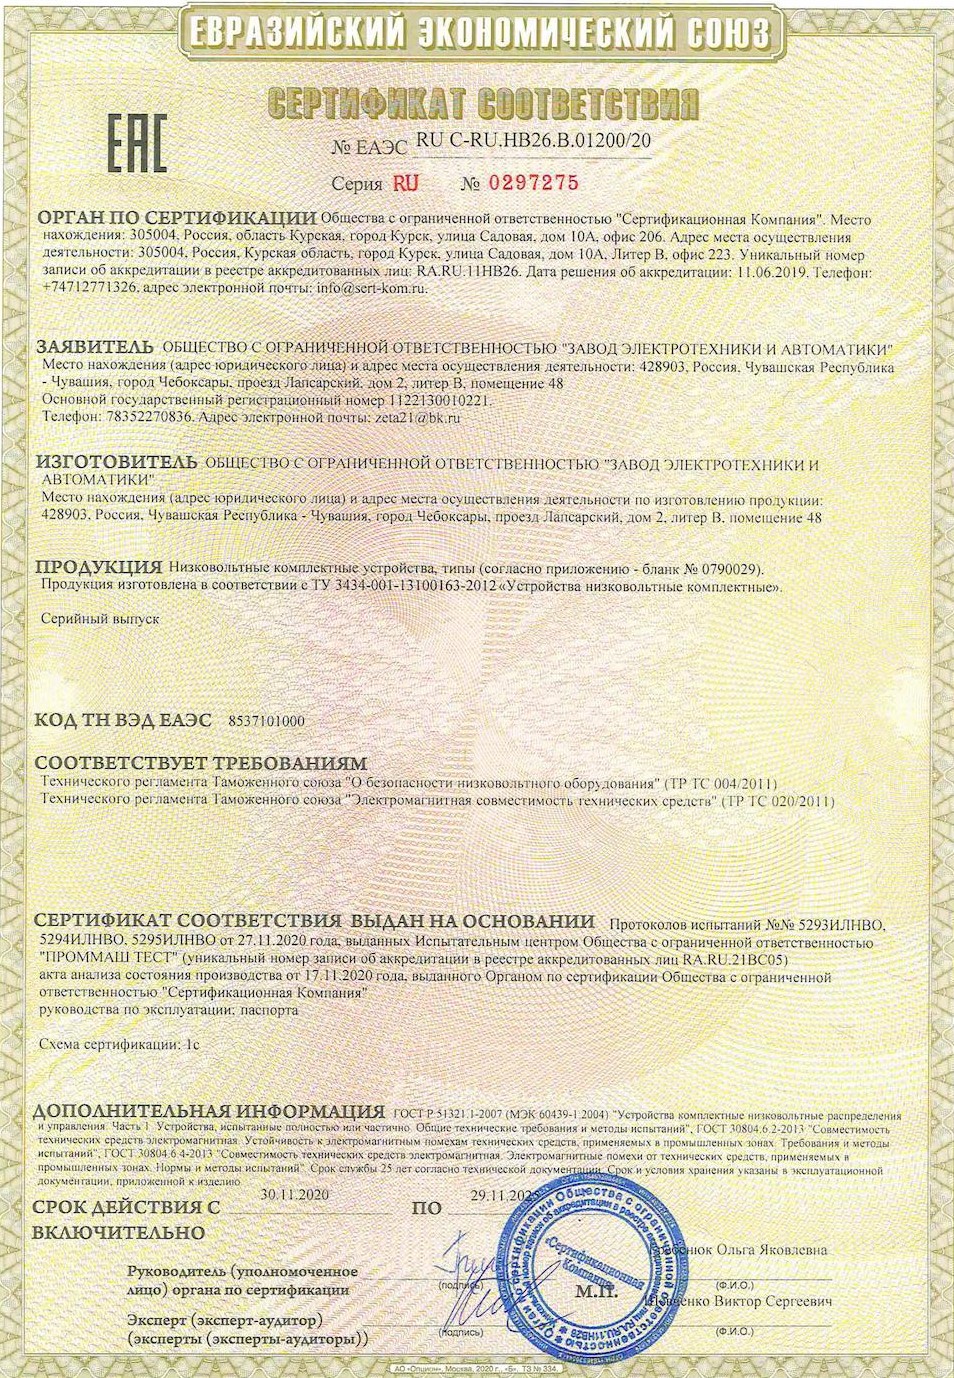 ЕВРАЗИЙСКИЙ ЭКОНОМИЧЕСКИЙ СОЮЗ
СЕРТИФИКАТ СООТВЕТСТВИЯ
ЕАС
№ ЕАЭС RU C-RU.НВ26.В.01200/20
Серия RU № 0297275
ОРГАН ПО СЕРТИФИКАЦИИ Общества с ограниченной ответственностью "Сертификационная Компания". Место
нахождения: 305004, Россия, область Курская, город Курск, улица Садовая, дом 10А, офис 206. Адрес места осуществления
деятельности: 305004, Россия, Курская область, город Курск, улица Садовая, дом 10А, Литер В, офис 223. Уникальный номер
записи об аккредитации в реестре аккредитованных лиц: RA.RU.11НВ26. Дата решения об аккредитации: 11.06.2019. Телефон:
+74712771326, адрес электронной почты: info@sert-kom.ru.
ЗАЯВИТЕЛЬ ОБЩЕСТВО С ОГРАНИЧЕННОЙ ОТВЕТСТВЕННОСТЬЮ "ЗАВОД ЭЛЕКТРОТЕХНИКИ И АВТОМАТИКИ"
Место нахождения (адрес юридического лица) и адрес места осуществления деятельности: 428903, Россия, Чувашская Республика
- Чувашия, город Чебоксары, проезд Лапсарский, дом 2, литер В, помещение 48
Основной государственный регистрационный номер 1122130010221.
Телефон: 78352270836. Адрес электронной почты: zeta21@bk.ru
ИЗГОТОВИТЕЛЬ ОБЩЕСТВО С ОГРАНИЧЕННОЙ ОТВЕТСТВЕННОСТЬЮ "ЗАВОД ЭЛЕКТРОТЕХНИКИ И
АВТОМАТИКИ"
Место нахождения (адрес юридического лица) и адрес места осуществления деятельности по изготовлению продукции:
428903, Россия, Чувашская Республика - Чувашия, город Чебоксары, проезд Лапсарский, дом 2, литер В, помещение 48
ПРОДУКЦИЯ Низковольтные комплектные устройства, типы (согласно приложению - бланк № 0790029).
Продукция изготовлена в соответствии с ТУ 3434-001-13100163-2012 «Устройства низковольтные комплектные».
Серийный выпуск
КОД ТН ВЭД ЕАЭС 8537101000
СООТВЕТСТВУЕТ ТРЕБОВАНИЯМ
Технического регламента Таможенного союза "О безопасности низковольтного оборудования" (ТР ТС 004/2011)
Технического регламента Таможенного союза "Электромагнитная совместимость технических средств" (ТР ТС 020/2011)
СЕРТИФИКАТ СООТВЕТСТВИЯ ВЫДАН НА ОСНОВАНИИ Протоколов испытаний №№ 5293ИЛНВО,
5294ИЛНВО, 5295ИЛНВО от 27.11.2020 года, выданных Испытательным центром Общества с ограниченной ответственностью
"ПРОММАШ ТЕСТ" (уникальный номер записи об аккредитации в реестре аккредитованных лиц RA.RU.21ВС05)
акта анализа состояния производства от 17.11.2020 года, выданного Органом по сертификации Общества с ограниченной
ответственностью "Сертификационная Компания"
руководства по эксплуатации; паспорта
Схема сертификации: 1с
ДОПОЛНИТЕЛЬНАЯ ИНФОРМАЦИЯ ГОСТ Р 51321.1-2007 (МЭК 60439-1:2004) "Устройства комплектные низковольтные распределения
и управления. Часть 1. Устройства, испытанные полностью или частично. Общие технические требования и методы испытаний", ГОСТ 30804.6.2-2013 "Совместимость
технических средств электромагнитная. Устойчивость к электромагнитным помехам технических средств, применяемых в промышленных зонах. Требования и методы
испытаний", ГОСТ 30804.6.4-2013 "Совместимость технических средств электромагнитная. Электромагнитные помехи от технических средств, применяемых в
промышленных зонах. Нормы и методы испытаний". Срок службы 25 лет согласно технической документации. Срок и условия хранения указаны в эксплуатационной
документации, приложенной к изделию
СРОК ДЕЙСТВИЯ С 30.11.2020 ПО 29.11.2025
ВКЛЮЧИТЕЛЬНО
Руководитель (уполномоченное
лицо) органа по сертификации
(подпись)
Ольга Яковлевна
(Ф.И.О.)
М.П.
Эксперт (эксперт-аудитор)
(эксперты (эксперты-аудиторы))
(подпись)
Виктор Сергеевич
(Ф.И.О.)
Орган по сертификации Общества с ограниченной ответственностью
«Сертификационная
Компания»
АО «Опцион», Москва, 2020 г., «Б». ТЗ № 334.